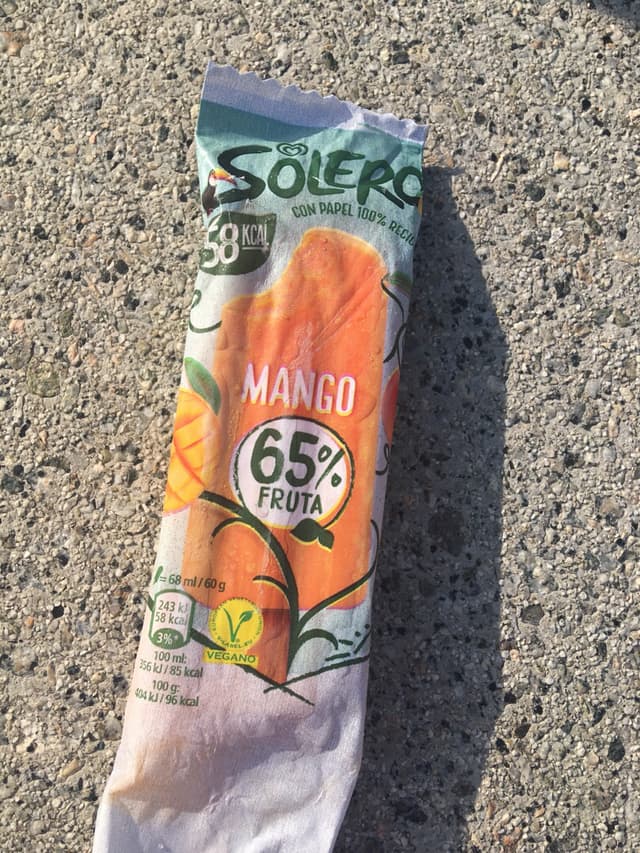 SOLERO
CON PAPEL 100% RECIC
58 KCAL
MANGO
65%
FRUTA
= 68 ml / 60 g
243 kJ
58 kcal
3%*
VEGANO
100 ml:
356 kJ / 85 kcal
100 g:
404 kJ / 96 kcal